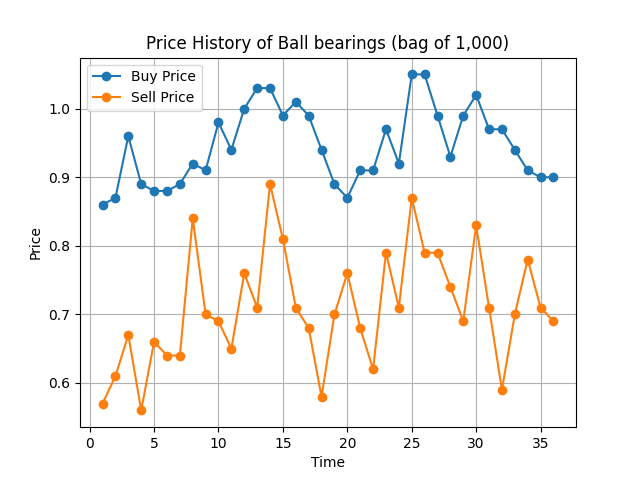 Price History of Ball bearings (bag of 1,000)
Buy Price
Sell Price
Price
1.0
0.9
0.8
0.7
0.6
0 5 10 15 20 25 30 35
Time